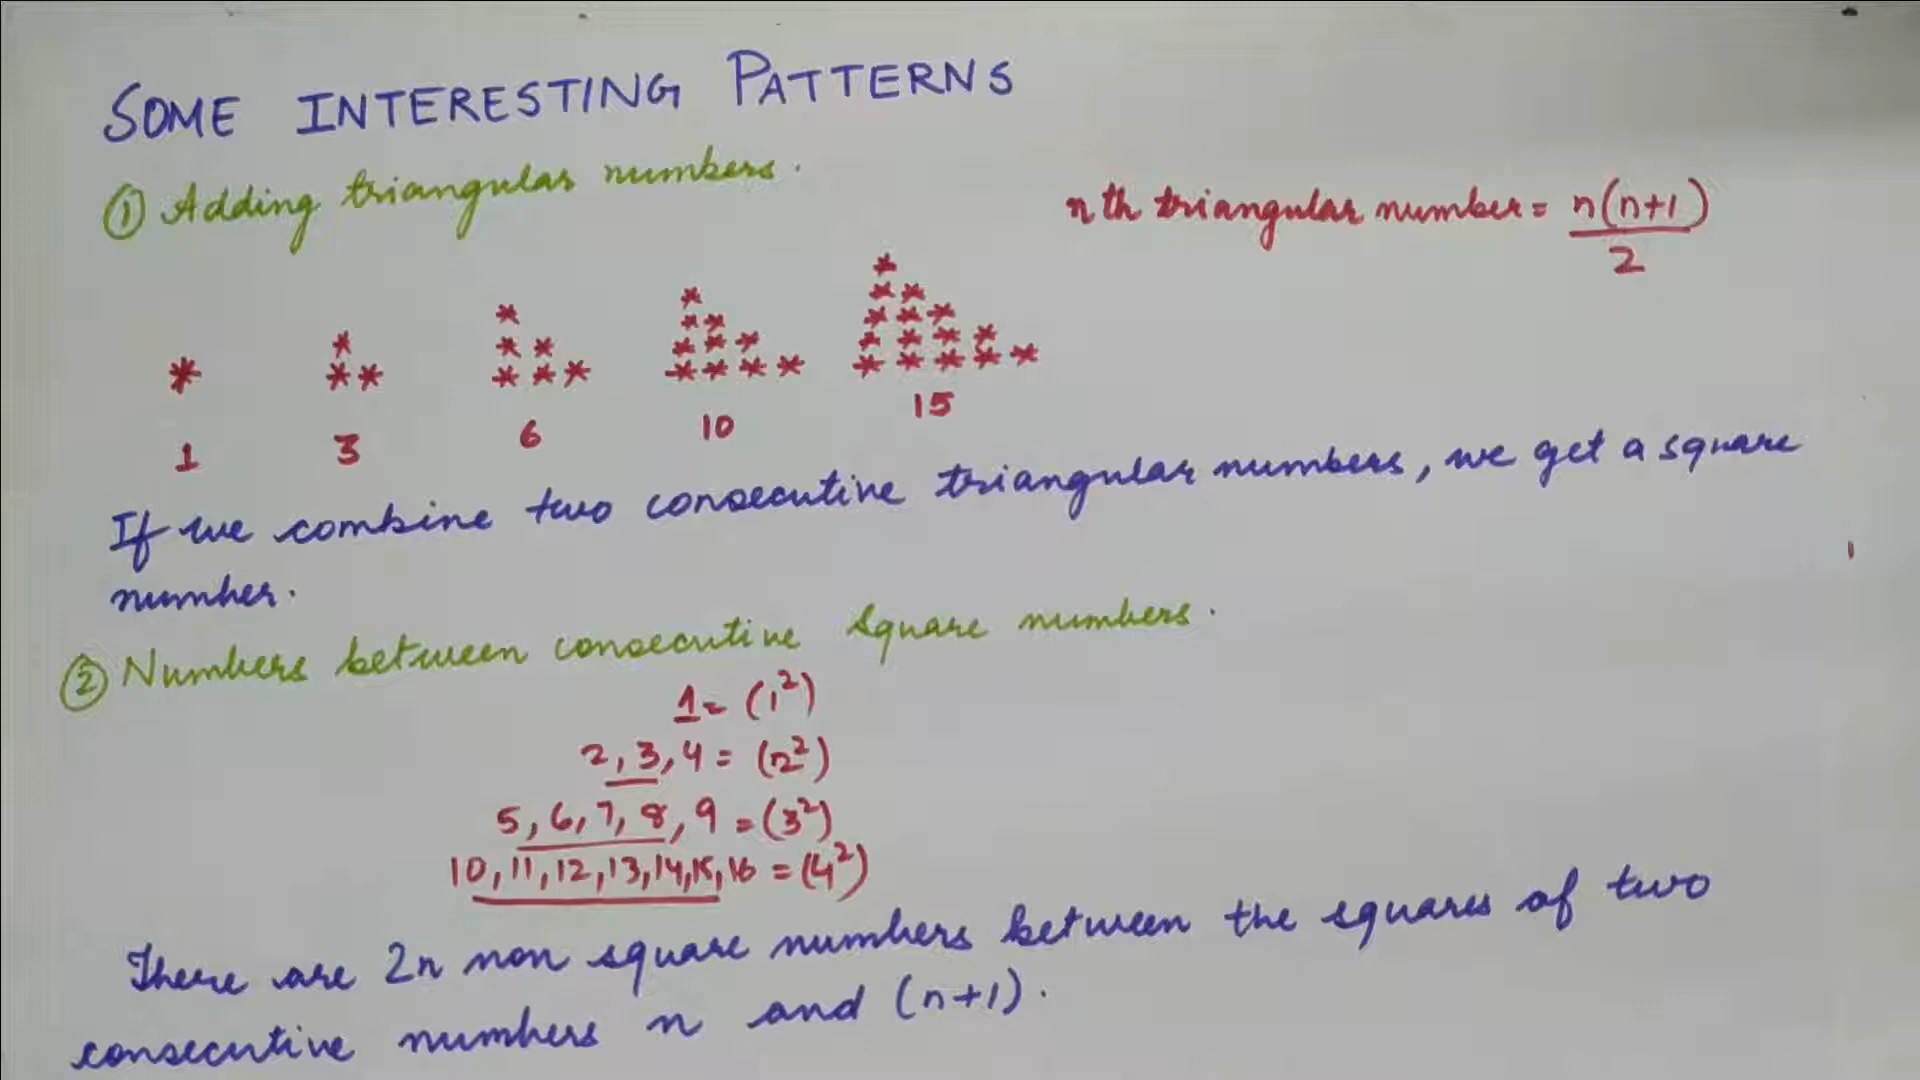 SOME INTERESTING PATTERNS
① Adding triangular numbers.
nth triangular number = n(n+1)
2
1 3 6 10 15
If we combine two consecutive triangular numbers, we get a square
number.
② Numbers between consecutive square numbers.
1 = (1²)
2, 3, 4 = (2²)
5, 6, 7, 8, 9 = (3²)
10, 11, 12, 13, 14, 15, 16 = (4²)
There are 2n non square numbers between the squares of two
consecutive numbers n and (n+1).